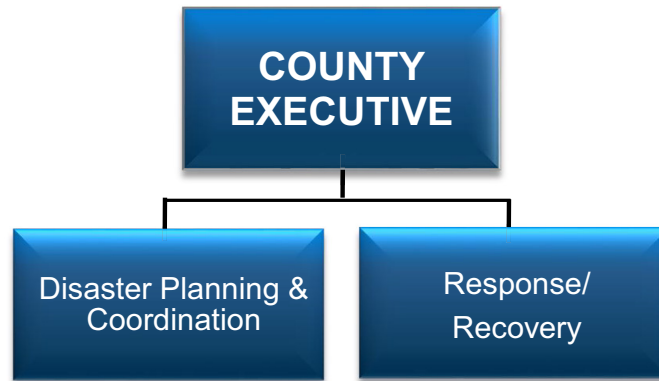 COUNTY
EXECUTIVE
Disaster Planning &
Coordination
Response/
Recovery